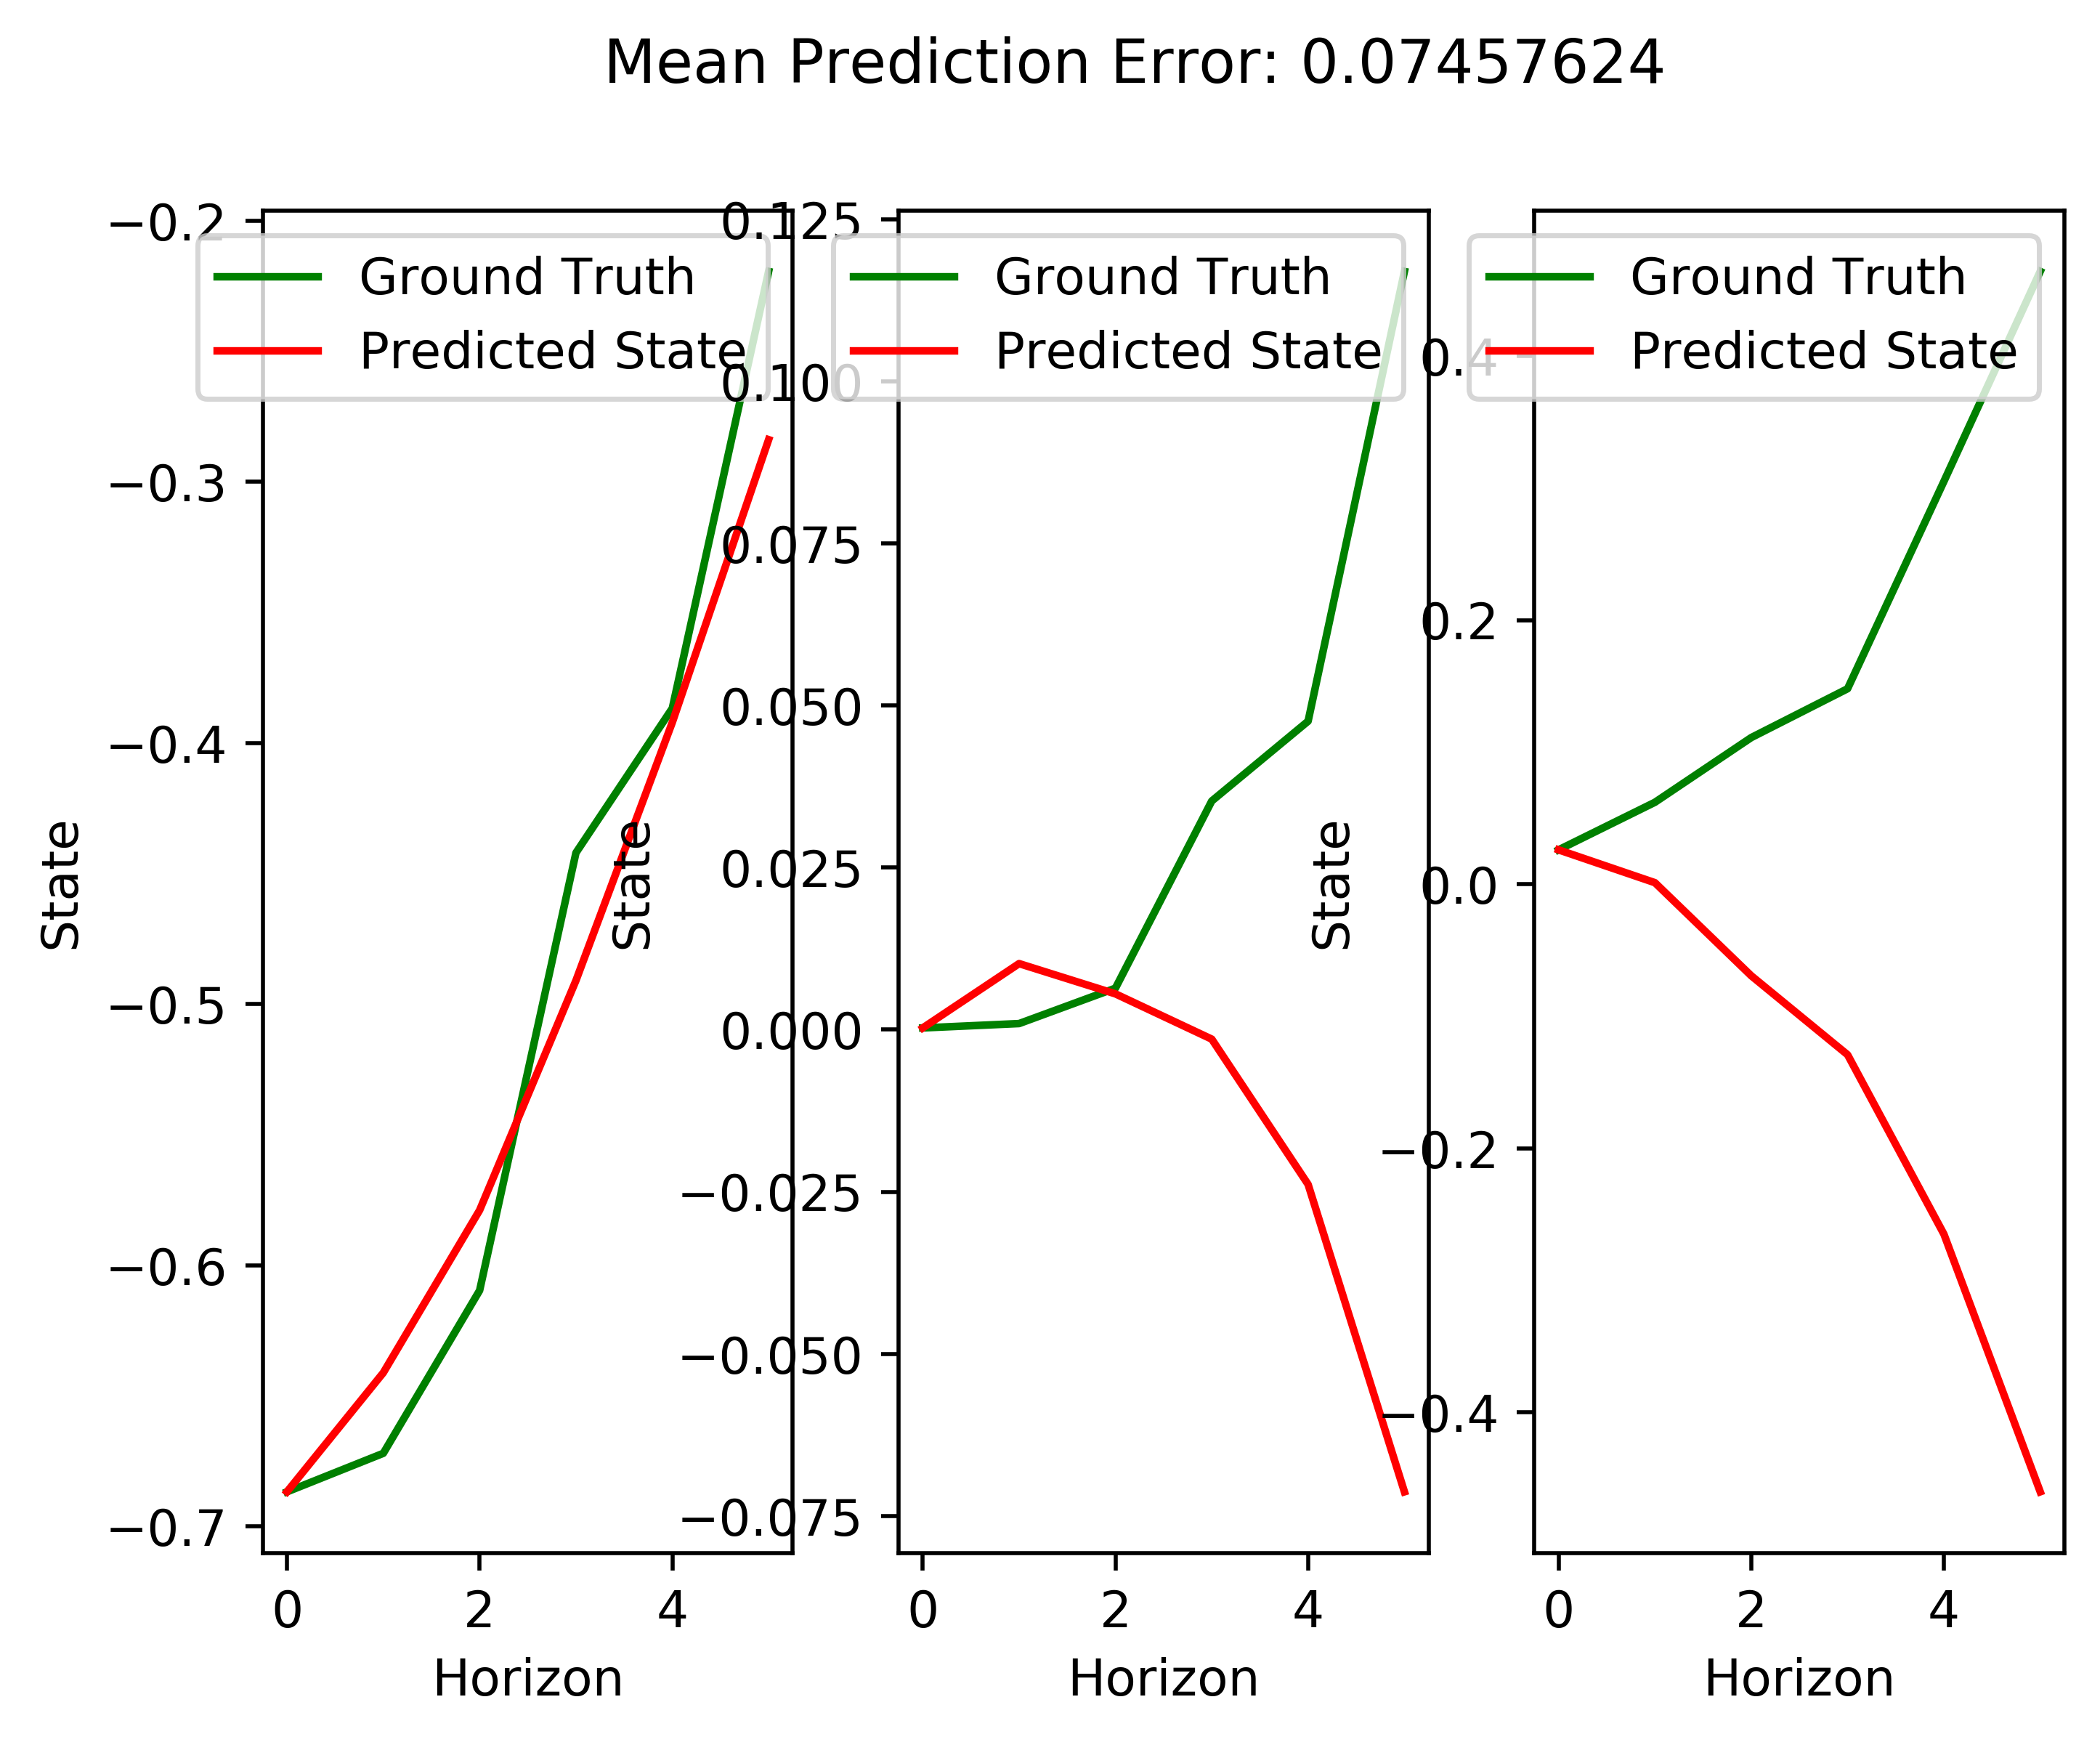 Mean Prediction Error: 0.07457624
−0.2
−0.3
−0.4
−0.5
−0.6
−0.7
State
Ground Truth
Predicted State
0 2 4
Horizon
0.125
0.100
0.075
0.050
0.025
0.000
−0.025
−0.050
−0.075
State
Ground Truth
Predicted State
0 2 4
Horizon
0.4
0.2
0.0
−0.2
−0.4
State
Ground Truth
Predicted State
0 2 4
Horizon